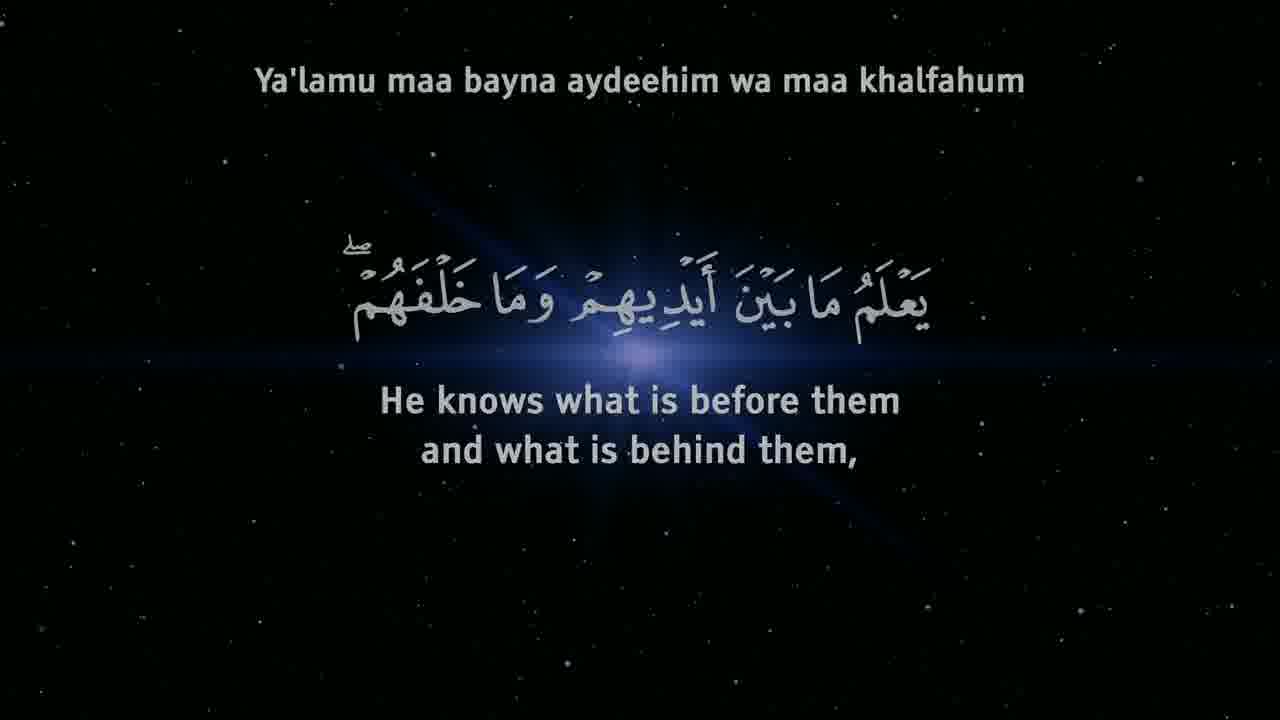 Ya'lamu maa bayna aydeehim wa maa khalfahum
يَعْلَمُ مَا بَيْنَ أَيْدِيهِمْ وَمَا خَلْفَهُمْ ۖ
He knows what is before them
and what is behind them,